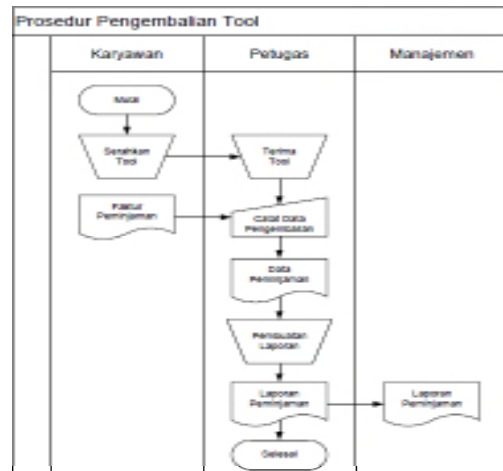 Prosedur Pengembalian Tool
Karyawan
Petugas
Manajemen
Mulai
Serahkan
Tool
Terima
Tool
Faktur
Peminjaman
Catat Data
Pengembalian
Data
Peminjaman
Pembuatan
Laporan
Laporan
Peminjaman
Laporan
Peminjaman
Selesai